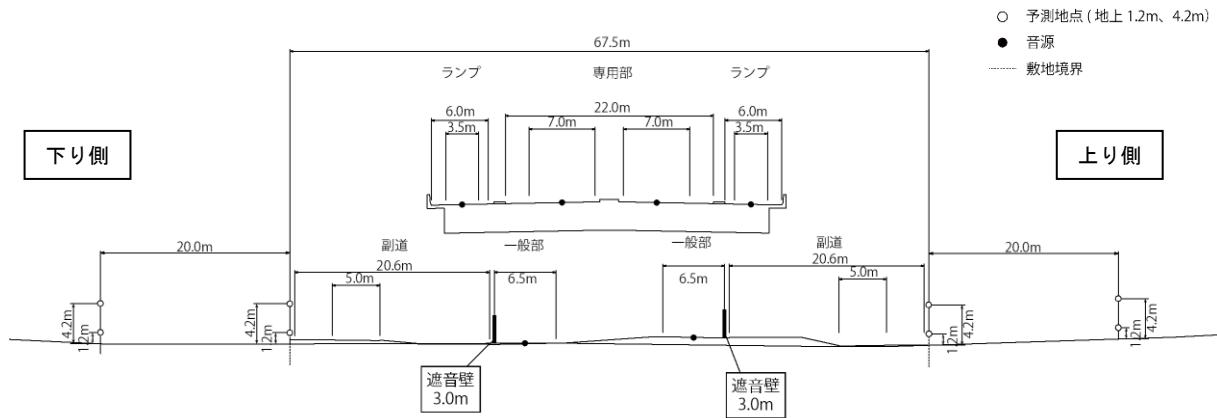 ○ 予測地点 ( 地上 1.2m、4.2m)
● 音源
敷地境界
67.5m
ランプ
専用部
ランプ
6.0m
22.0m
6.0m
3.5m
7.0m
7.0m
3.5m
下り側
上り側
20.0m
副道
一般部
一般部
副道
20.0m
20.6m
6.5m
6.5m
20.6m
5.0m
5.0m
4.2m
1.2m
4.2m
1.2m
4.2m
1.2m
4.2m
1.2m
遮音壁
3.0m
遮音壁
3.0m